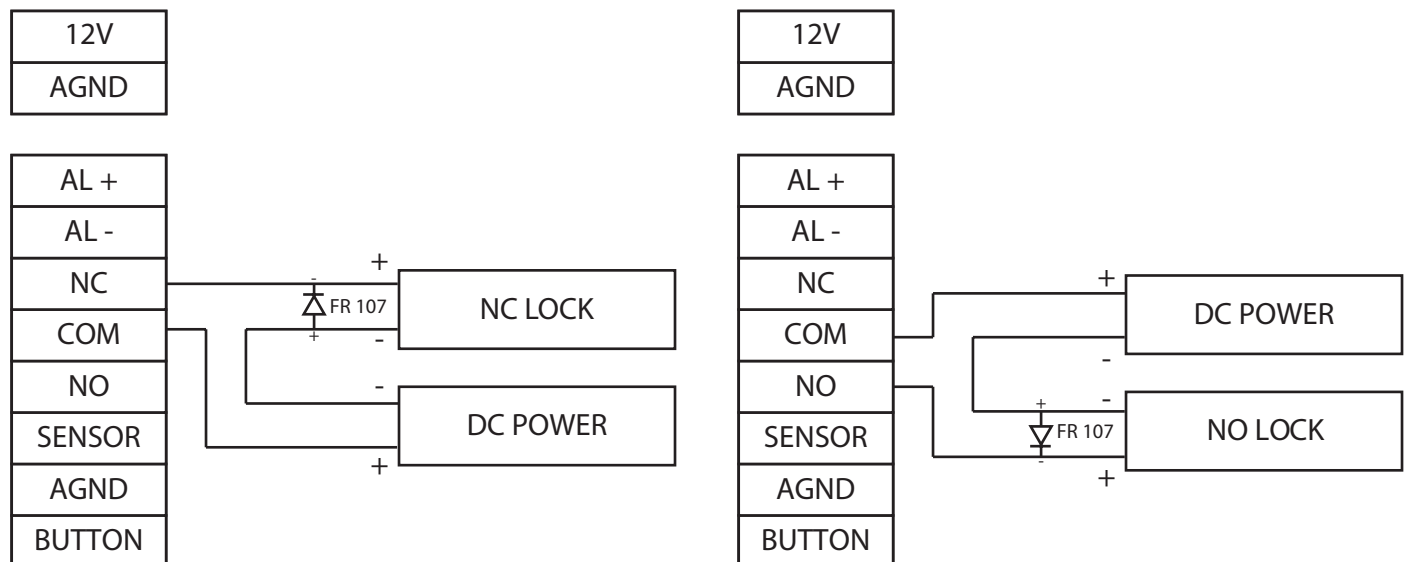 12V
AGND
AL +
AL -
NC
COM
NO
SENSOR
AGND
BUTTON
+
-
FR 107
+
-
NC LOCK
-
DC POWER
+
12V
AGND
AL +
AL -
NC
COM
NO
SENSOR
AGND
BUTTON
+
DC POWER
-
+
-
FR 107
-
NO LOCK
+